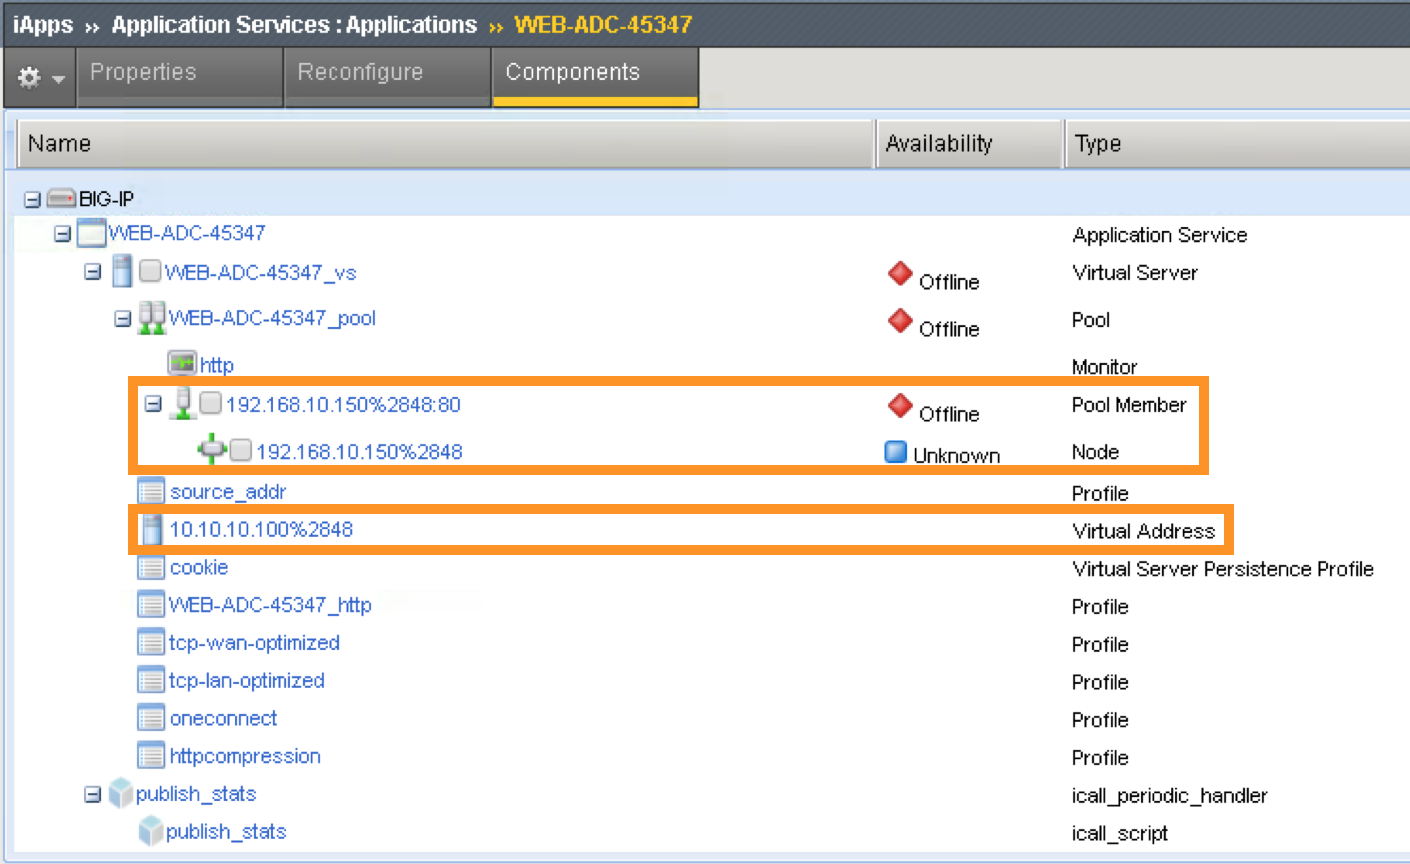 iApps ›› Application Services : Applications ›› WEB-ADC-45347
Properties Reconfigure Components
Name Availability Type
BIG-IP
WEB-ADC-45347 Application Service
WEB-ADC-45347_vs Offline Virtual Server
WEB-ADC-45347_pool Offline Pool
http Monitor
192.168.10.150%2848:80 Offline Pool Member
192.168.10.150%2848 Unknown Node
source_addr Profile
10.10.10.100%2848 Virtual Address
cookie Virtual Server Persistence Profile
WEB-ADC-45347_http Profile
tcp-wan-optimized Profile
tcp-lan-optimized Profile
oneconnect Profile
httpcompression Profile
publish_stats icall_periodic_handler
publish_stats icall_script